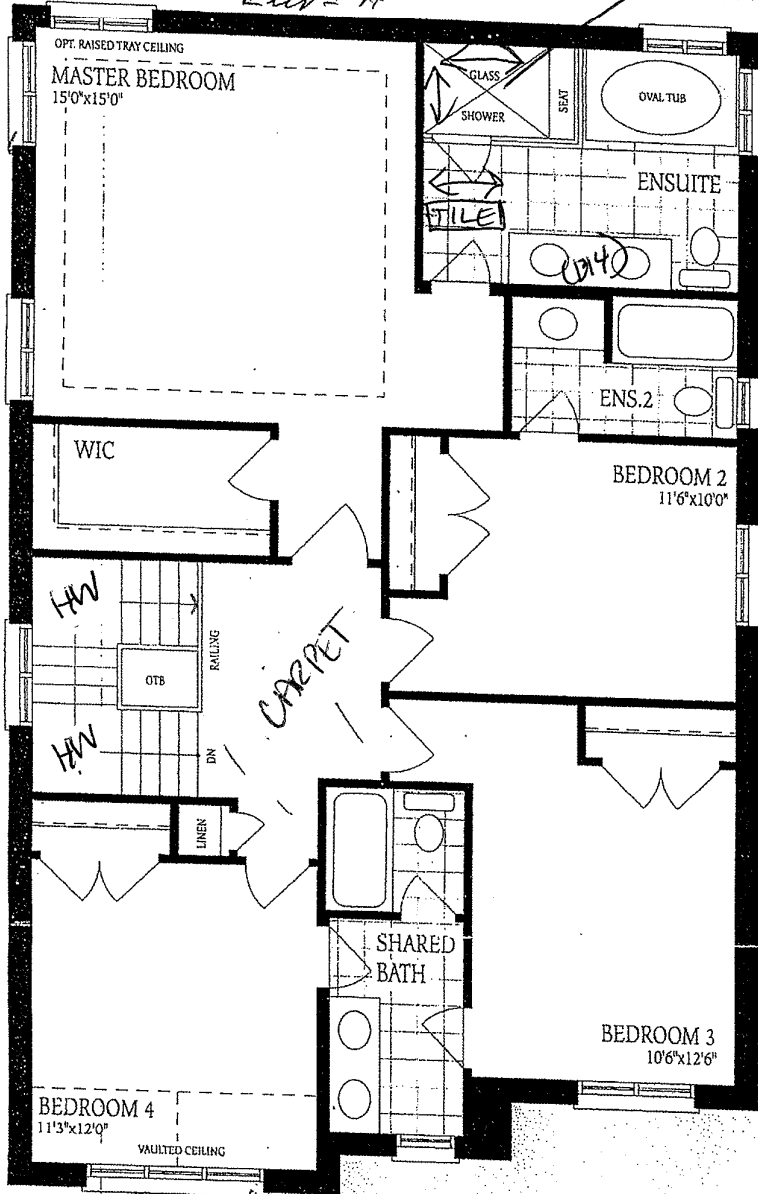 OPT. RAISED TRAY CEILING
MASTER BEDROOM
15'0"x15'0"
GLASS
SHOWER
SEAT
OVAL TUB
ENSUITE
TILE
ENS.2
WIC
BEDROOM 2
11'6"x10'0"
HW
RAILING
OTB
CARPET
HW
DN
LINEN
SHARED
BATH
BEDROOM 3
10'6"x12'6"
BEDROOM 4
11'3"x12'0"
VAULTED CEILING